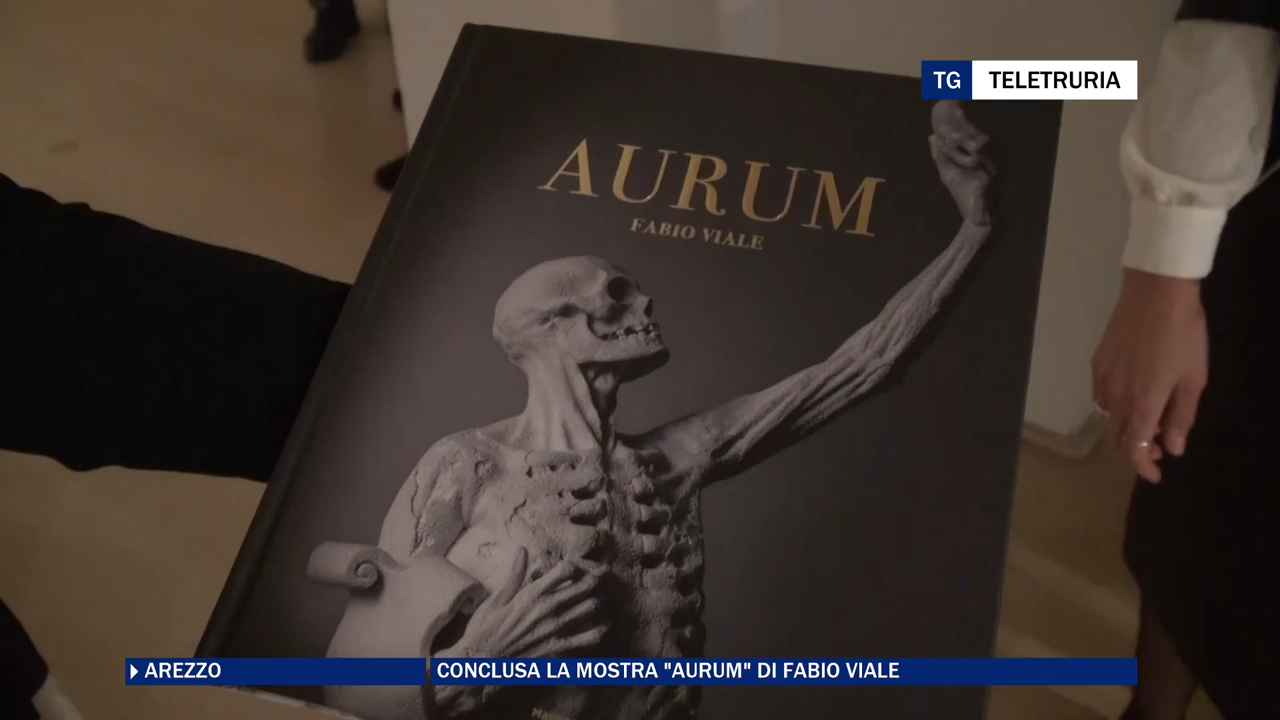 TG TELETRURIA
AURUM
FABIO VIALE
AREZZO
CONCLUSA LA MOSTRA "AURUM" DI FABIO VIALE